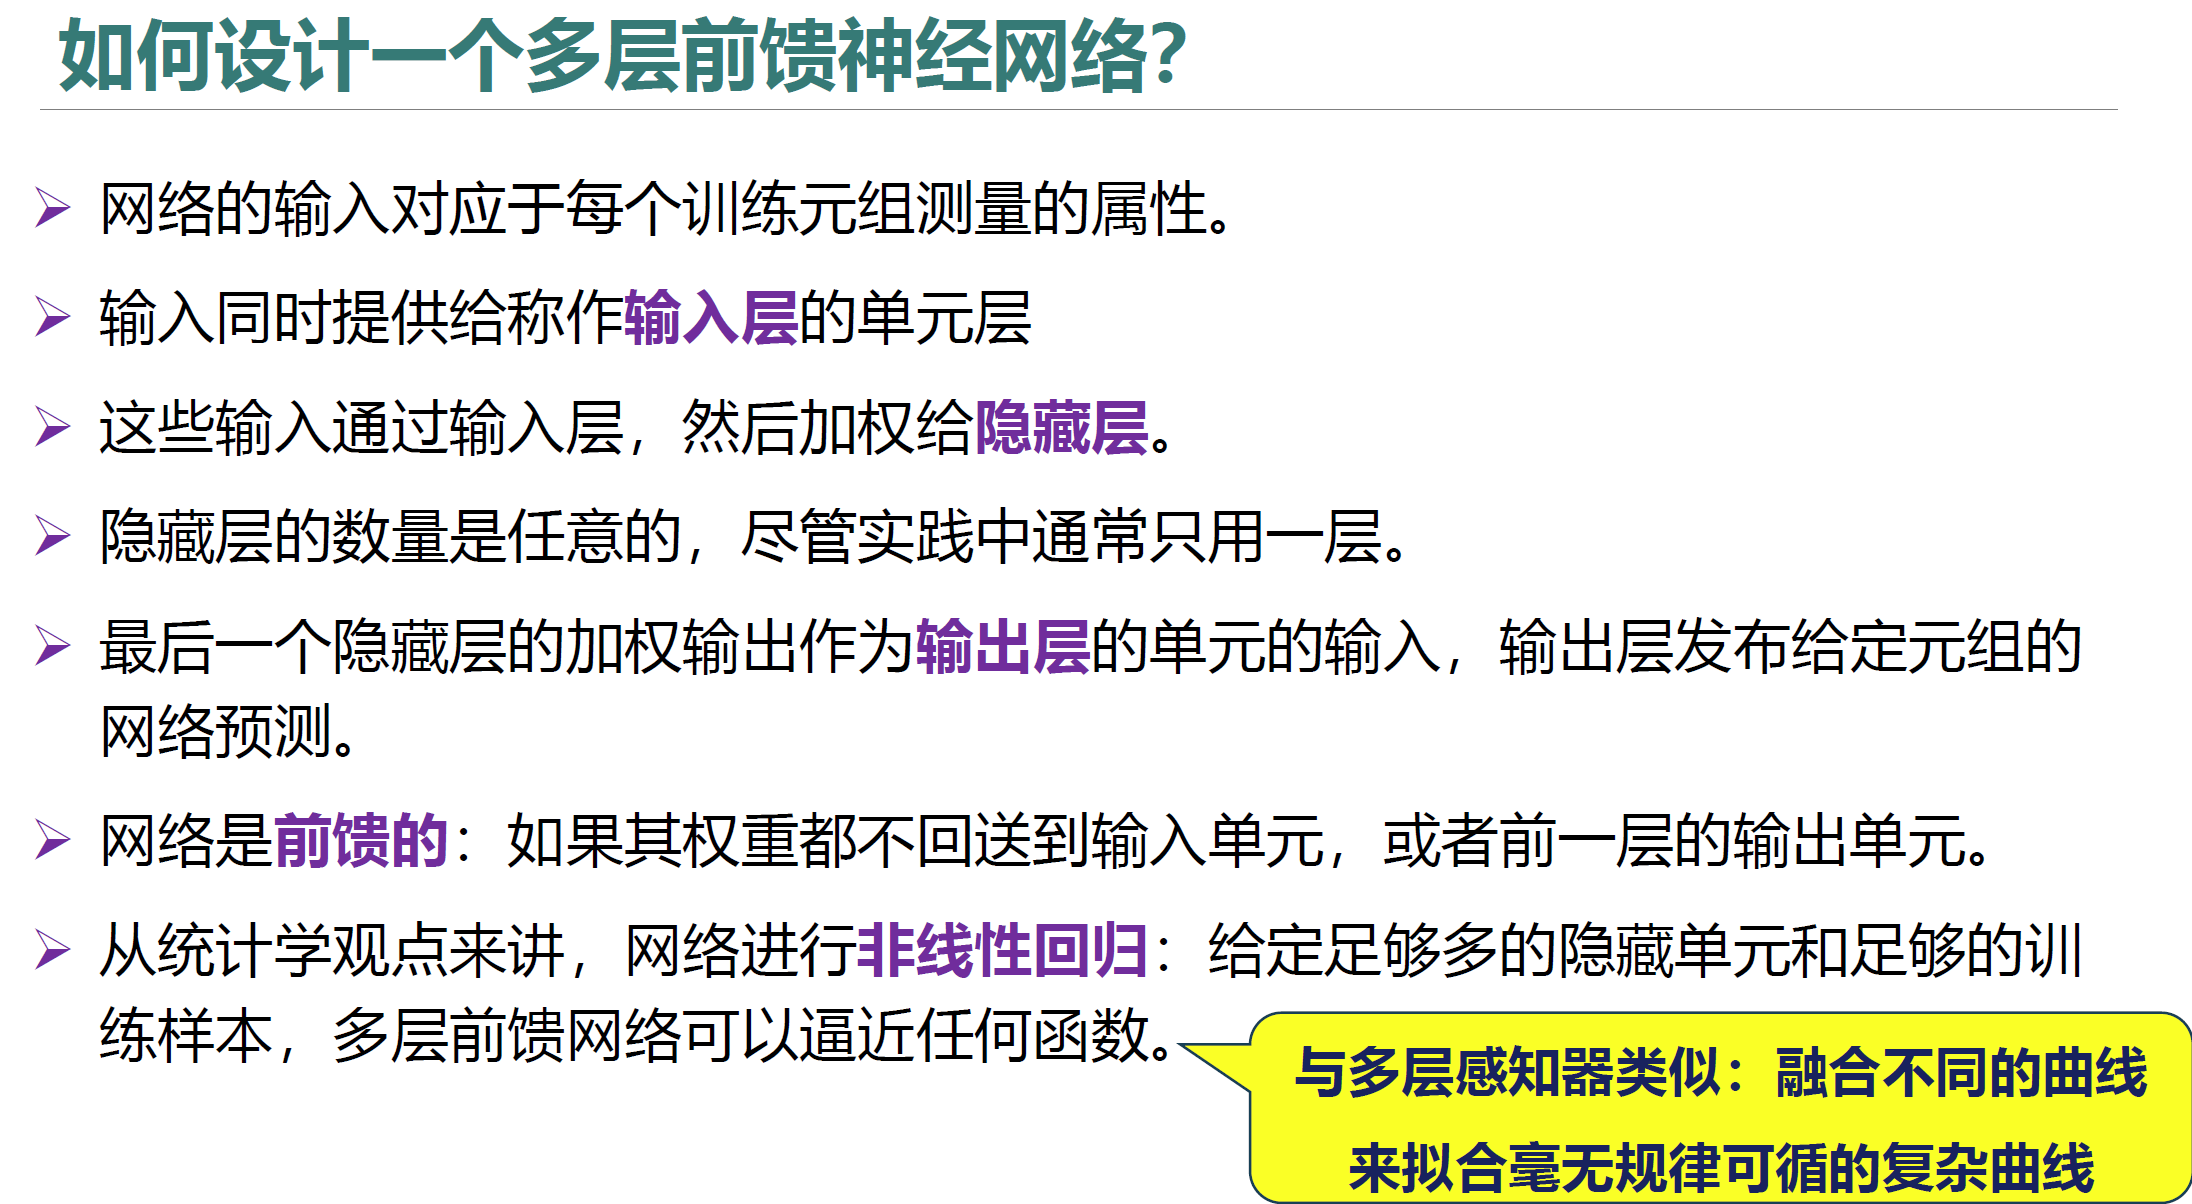 如何设计一个多层前馈神经网络?
网络的输入对应于每个训练元组测量的属性。
输入同时提供给称作输入层的单元层
这些输入通过输入层，然后加权给隐藏层。
隐藏层的数量是任意的，尽管实践中通常只用一层。
最后一个隐藏层的加权输出作为输出层的单元的输入，输出层发布给定元组的
网络预测。
网络是前馈的：如果其权重都不回送到输入单元，或者前一层的输出单元。
从统计学观点来讲，网络进行非线性回归：给定足够多的隐藏单元和足够的训
练样本，多层前馈网络可以逼近任何函数。
与多层感知器类似：融合不同的曲线
来拟合毫无规律可循的复杂曲线